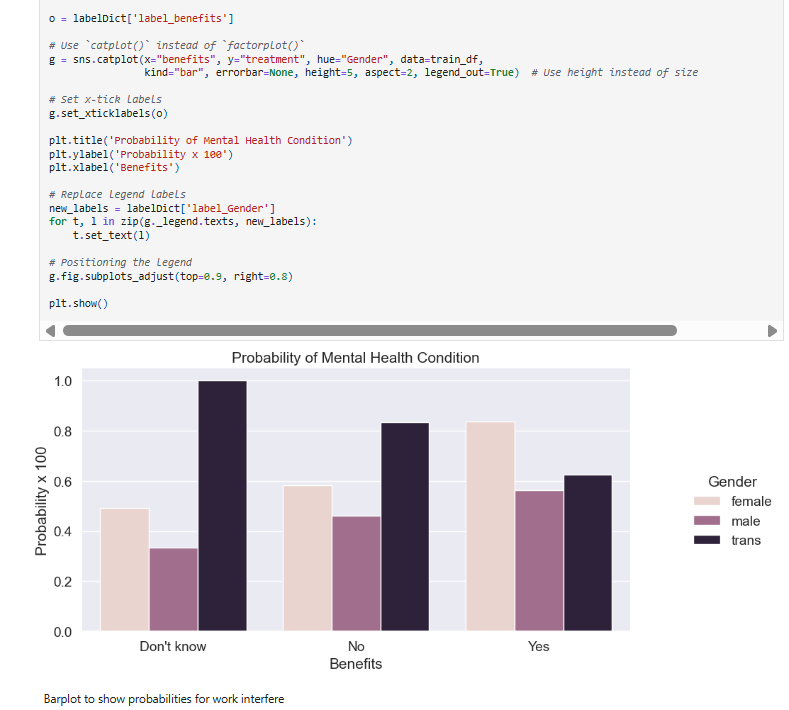 o = labelDict['label_benefits']
# Use `catplot()` instead of `factorplot()`
g = sns.catplot(x="benefits", y="treatment", hue="Gender", data=train_df,
kind="bar", errorbar=None, height=5, aspect=2, legend_out=True)  # Use height instead of size
# Set x-tick labels
g.set_xticklabels(o)
plt.title('Probability of Mental Health Condition')
plt.ylabel('Probability x 100')
plt.xlabel('Benefits')
# Replace legend labels
new_labels = labelDict['label_Gender']
for t, l in zip(g._legend.texts, new_labels):
t.set_text(l)
# Positioning the legend
g.fig.subplots_adjust(top=0.9, right=0.8)
plt.show()
Probability of Mental Health Condition
1.0
0.8
0.6
0.4
0.2
0.0
Probability x 100
Don't know
No
Yes
Benefits
Gender
female
male
trans
Barplot to show probabilities for work interfere